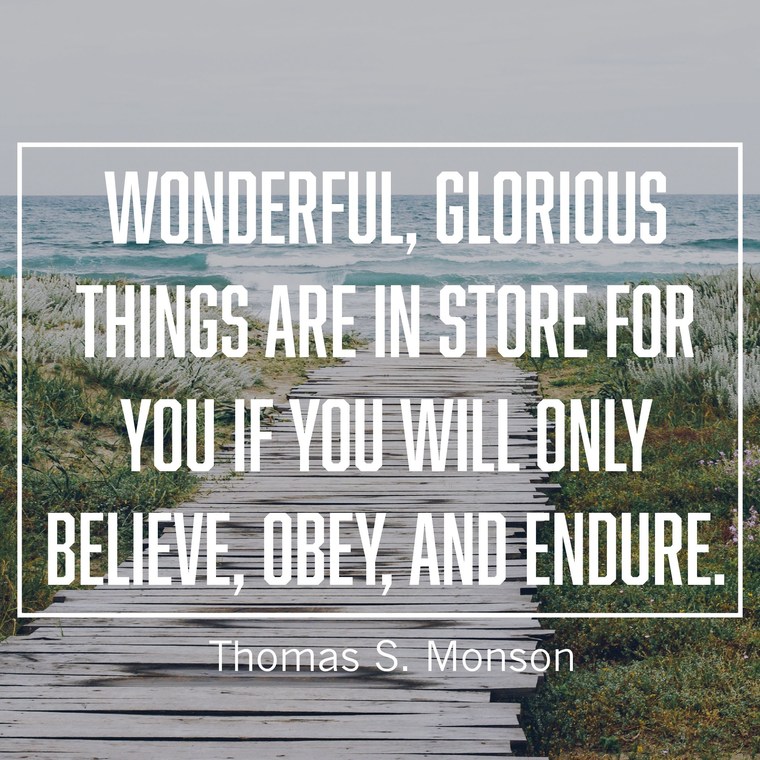 WONDERFUL, GLORIOUS
THINGS ARE IN STORE FOR
YOU IF YOU WILL ONLY
BELIEVE, OBEY, AND ENDURE.
Thomas S. Monson